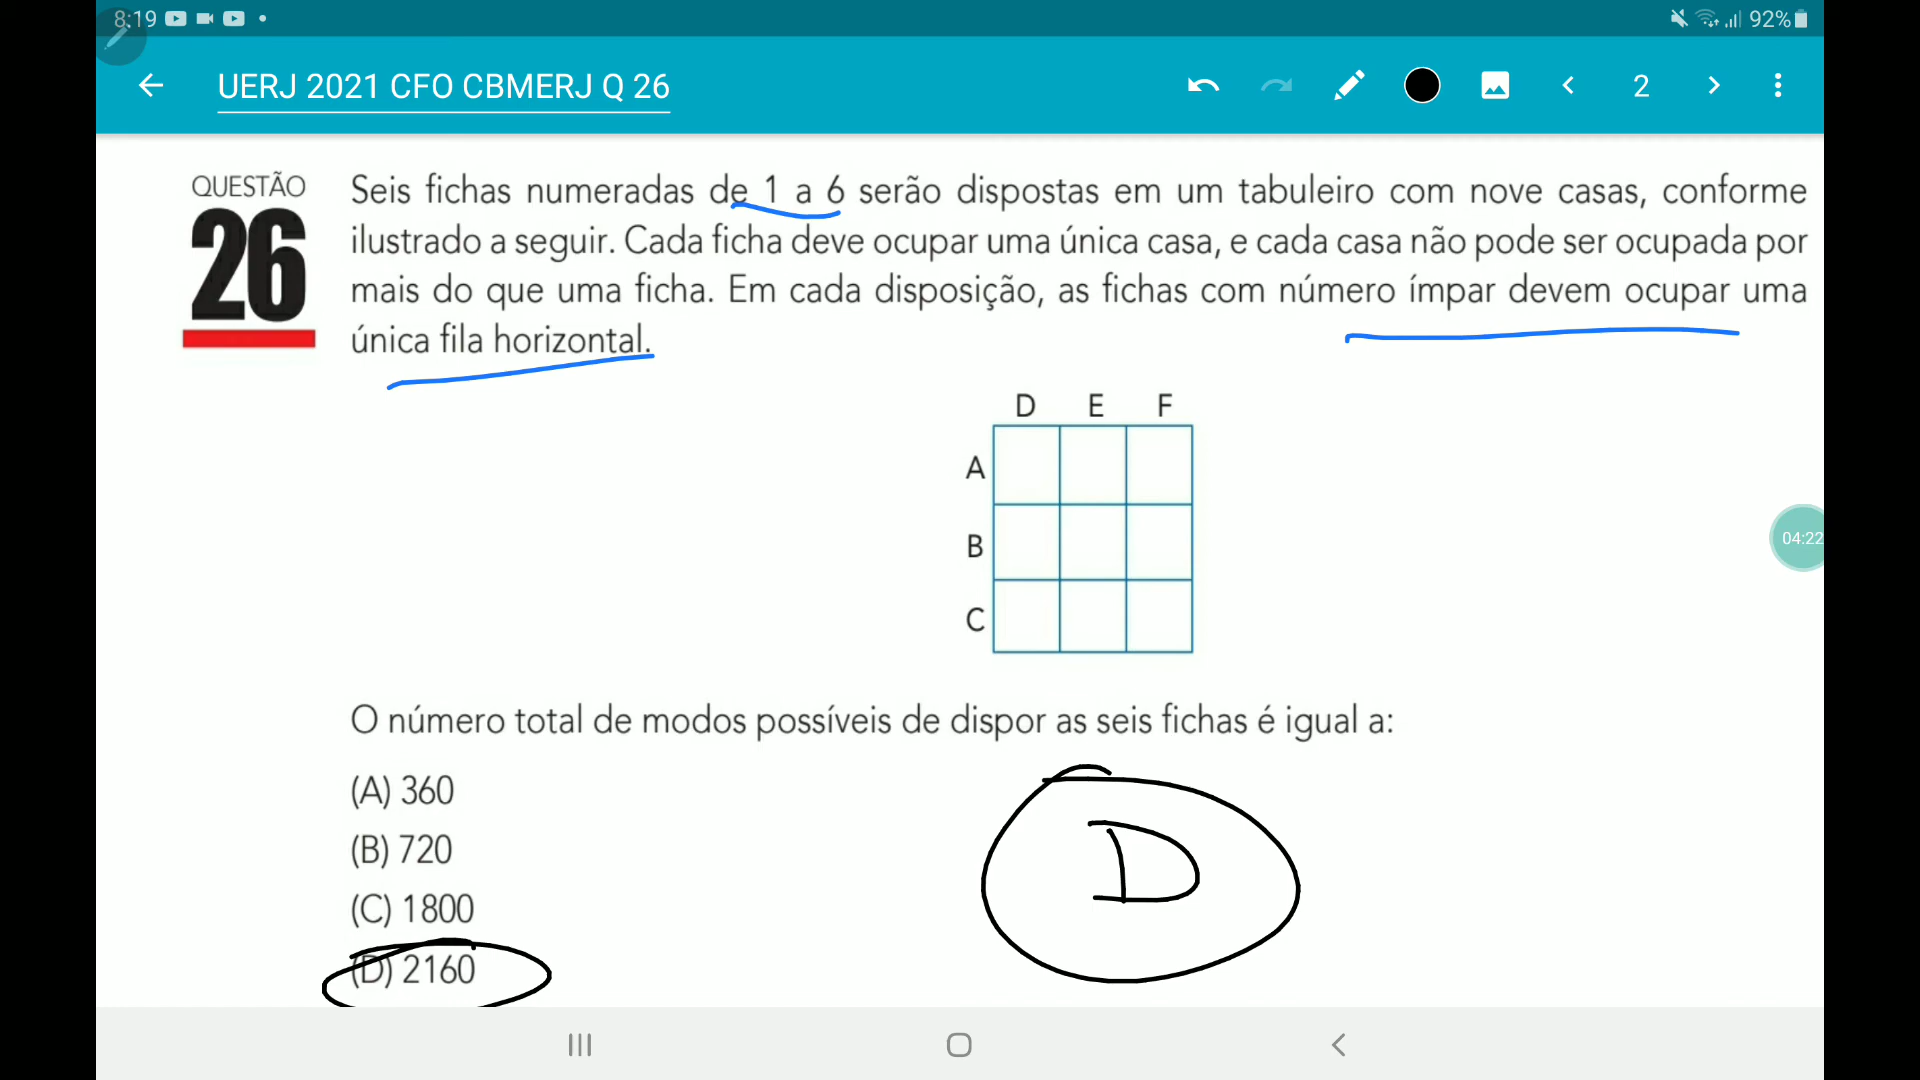 8:19
92%
UERJ 2021 CFO CBMERJ Q 26
2
QUESTÃO
26
Seis fichas numeradas de 1 a 6 serão dispostas em um tabuleiro com nove casas, conforme
ilustrado a seguir. Cada ficha deve ocupar uma única casa, e cada casa não pode ser ocupada por
mais do que uma ficha. Em cada disposição, as fichas com número ímpar devem ocupar uma
única fila horizontal.
D E F
A
B
C
04:22
O número total de modos possíveis de dispor as seis fichas é igual a:
(A) 360
(B) 720
(C) 1800
(D) 2160
D